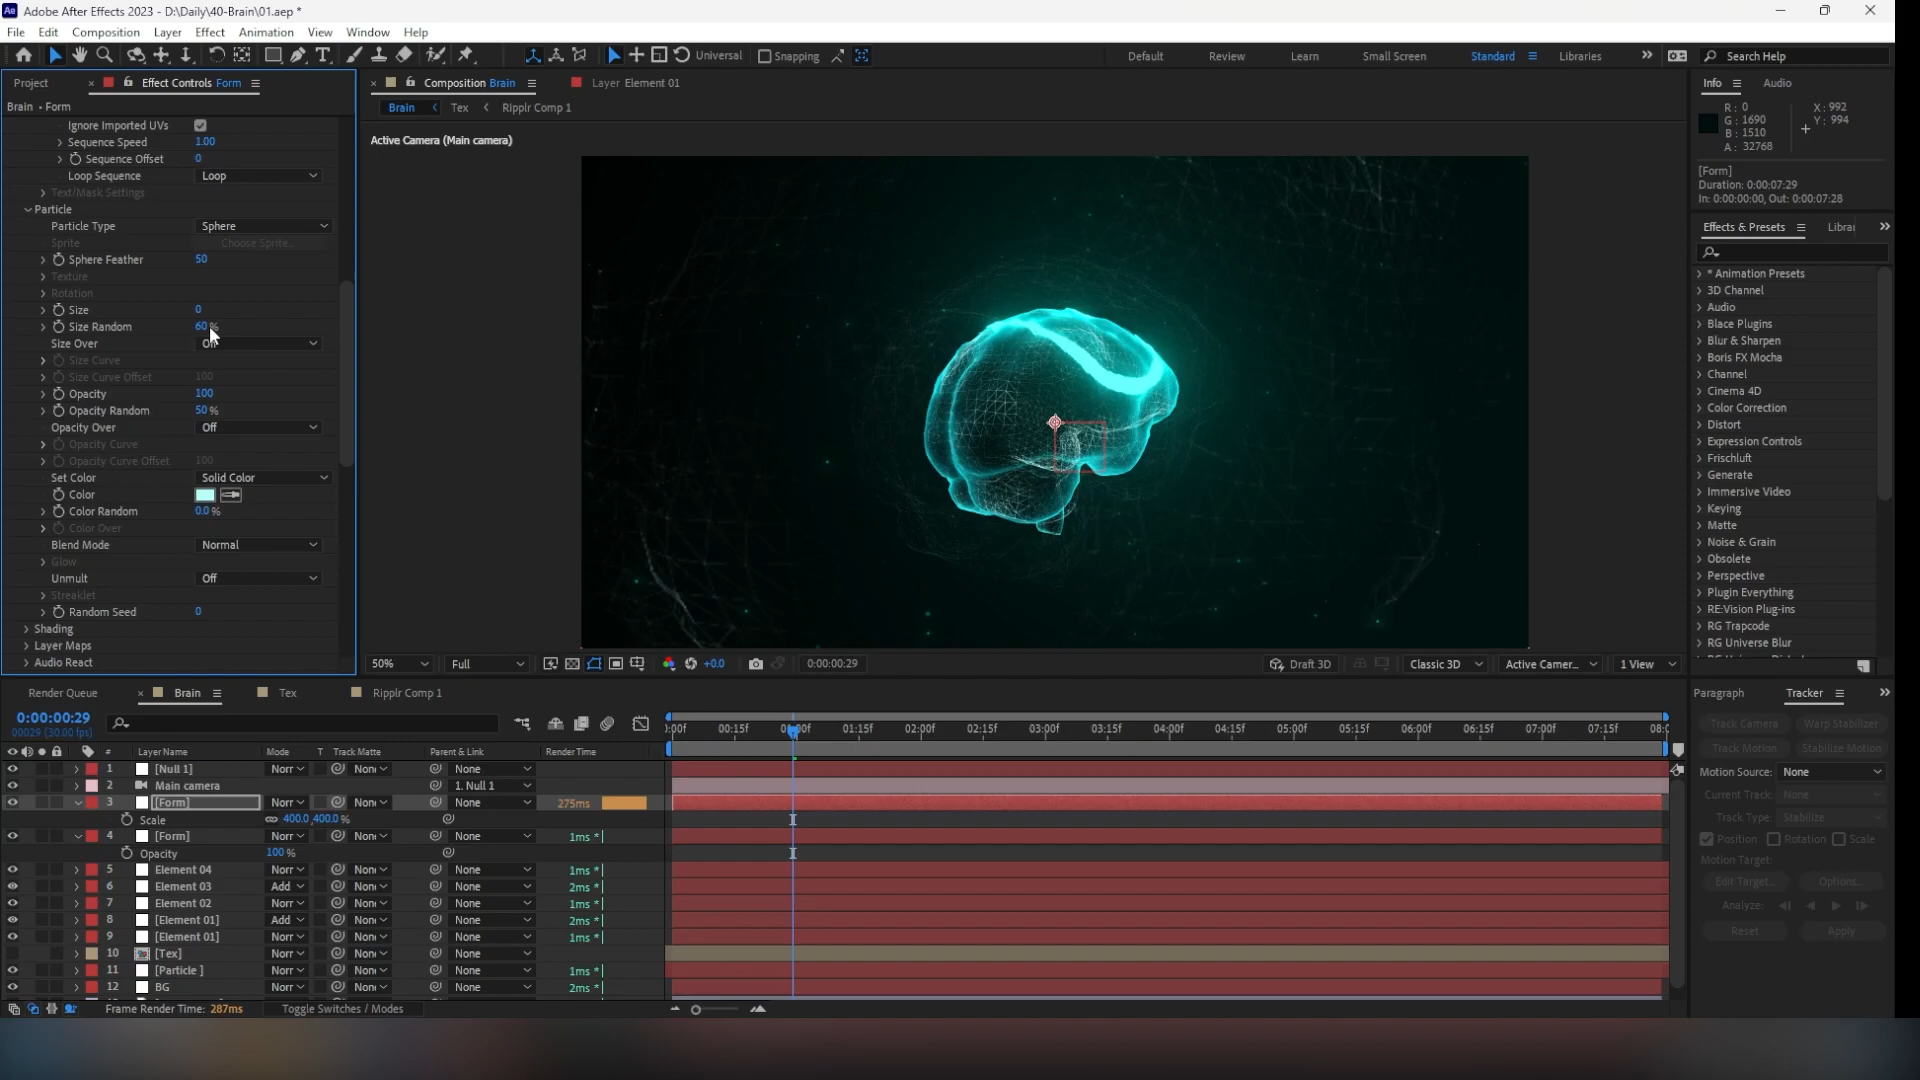 Adobe After Effects 2023 - D:\Daily\40-Brain\01.aep *
File Edit Composition Layer Effect Animation View Window Help
Universal Snapping Default Review Learn Small Screen Standard Libraries Search Help
Project Effect Controls Form Composition Brain Layer Element 01 Info Audio
Brain • Form
Brain Tex Ripplr Comp 1
Active Camera (Main camera)
Ignore Imported UVs
Sequence Speed 1.00
Sequence Offset 0
Loop Sequence Loop
Text/Mask Settings
Particle
Particle Type Sphere
Sprite Choose Sprite...
Sphere Feather 50
Texture
Rotation
Size 0
Size Random 60 %
Size Over
Size Curve
Size Curve Offset 100
Opacity 100
Opacity Random 50 %
Opacity Over Off
Opacity Curve
Opacity Curve Offset 100
Set Color Solid Color
Color
Color Random 0.0 %
Color Over
Blend Mode Normal
Glow
Unmult Off
Streaklet
Random Seed 0
Shading
Layer Maps
Audio React
50% Full +0.0 0:00:00:29 Draft 3D Classic 3D Active Camer... 1 View
R: 0 X: 992
G: 1690 Y: 994
B: 1510
A: 32768
[Form]
Duration: 0:00:07:29
In: 0:00:00:00, Out: 0:00:07:28
Effects & Presets Librar
* Animation Presets
3D Channel
Audio
Blace Plugins
Blur & Sharpen
Boris FX Mocha
Channel
Cinema 4D
Color Correction
Distort
Expression Controls
Frischluft
Generate
Immersive Video
Keying
Matte
Noise & Grain
Obsolete
Perspective
Plugin Everything
RE:Vision Plug-ins
RG Trapcode
RG Universe Blur
Render Queue Brain Tex Ripplr Comp 1
0:00:00:29
00029 (30.00 fps)
:00f 00:15f 01:00f 01:15f 02:00f 02:15f 03:00f 03:15f 04:00f 04:15f 05:00f 05:15f 06:00f 06:15f 07:00f 07:15f 08:0
# Layer Name Mode T Track Matte Parent & Link Render Time
1 [Null 1] Norr None None
2 Main camera 1. Null 1
3 [Form] Norr None None 275ms
Scale 400.0,400.0 %
4 [Form] Norr None None 1ms *
Opacity 100 %
5 Element 04 Norr None None 1ms *
6 Element 03 Add None None 2ms *
7 Element 02 Norr None None 1ms *
8 [Element 01] Add None None 2ms *
9 [Element 01] Norr None None 1ms *
10 [Tex] Norr None None
11 [Particle ] Norr None None 1ms *
12 BG Norr None None 2ms *
Frame Render Time: 287ms Toggle Switches / Modes
Paragraph Tracker
Track Camera Warp Stabilizer
Track Motion Stabilize Motion
Motion Source: None
Current Track: None
Track Type: Stabilize
Position Rotation Scale
Motion Target:
Edit Target... Options...
Analyze:
Reset Apply